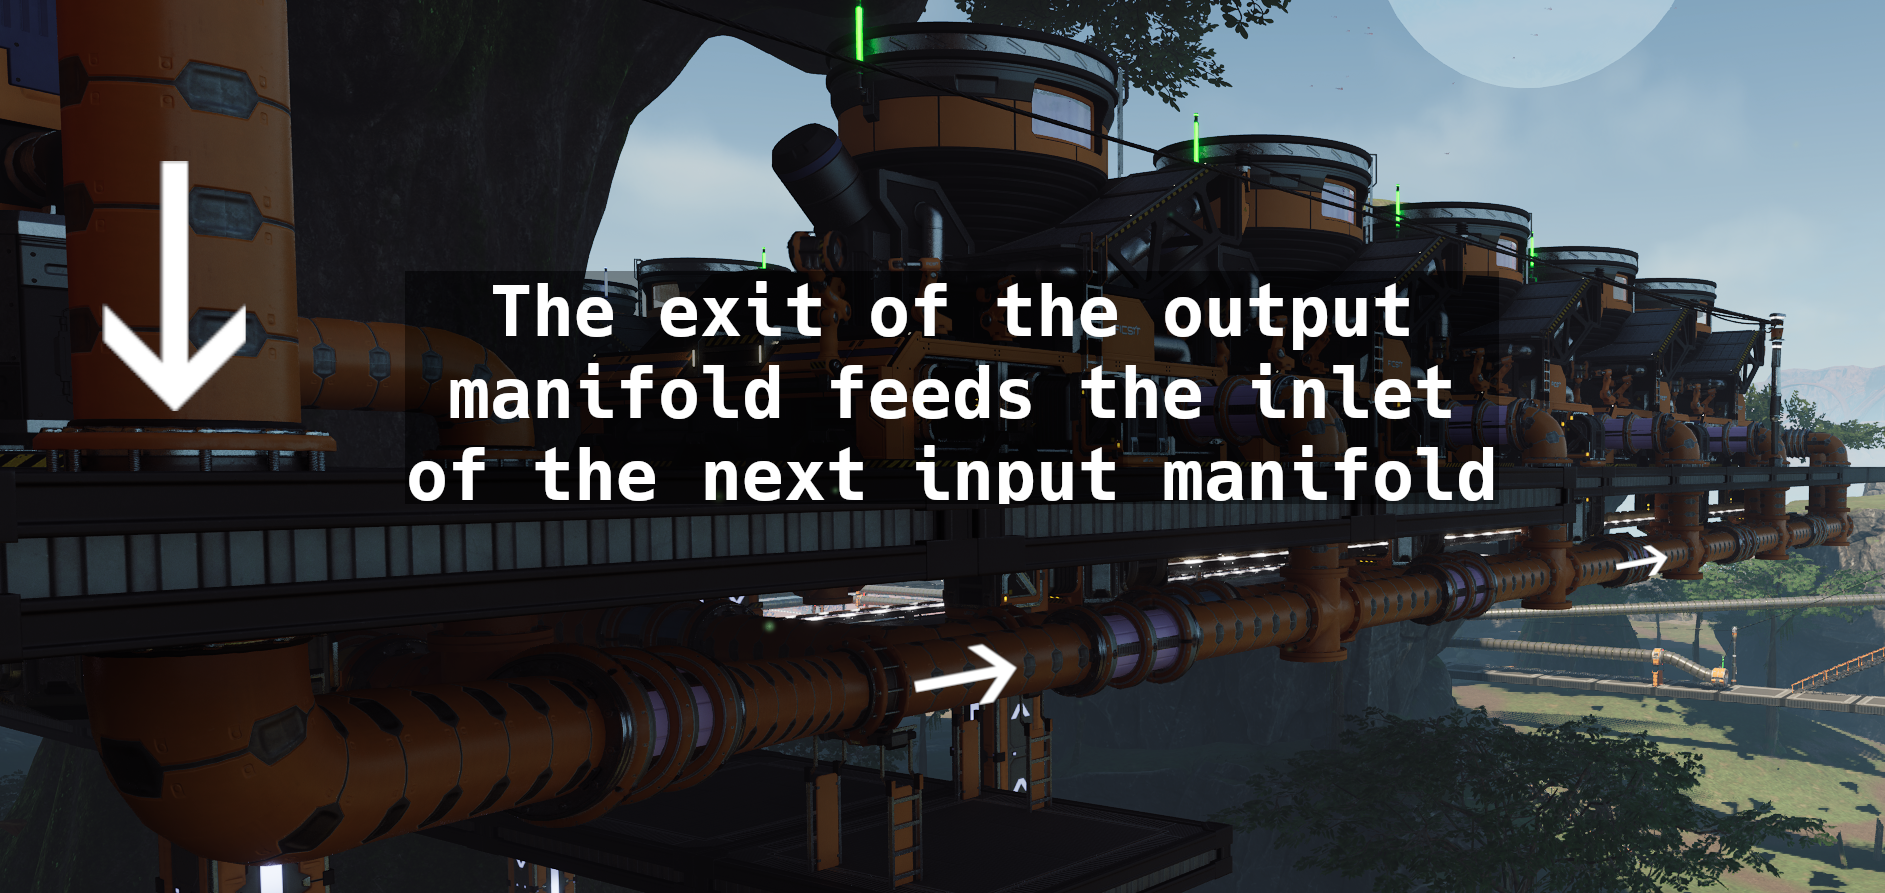 The exit of the output
manifold feeds the inlet
of the next input manifold